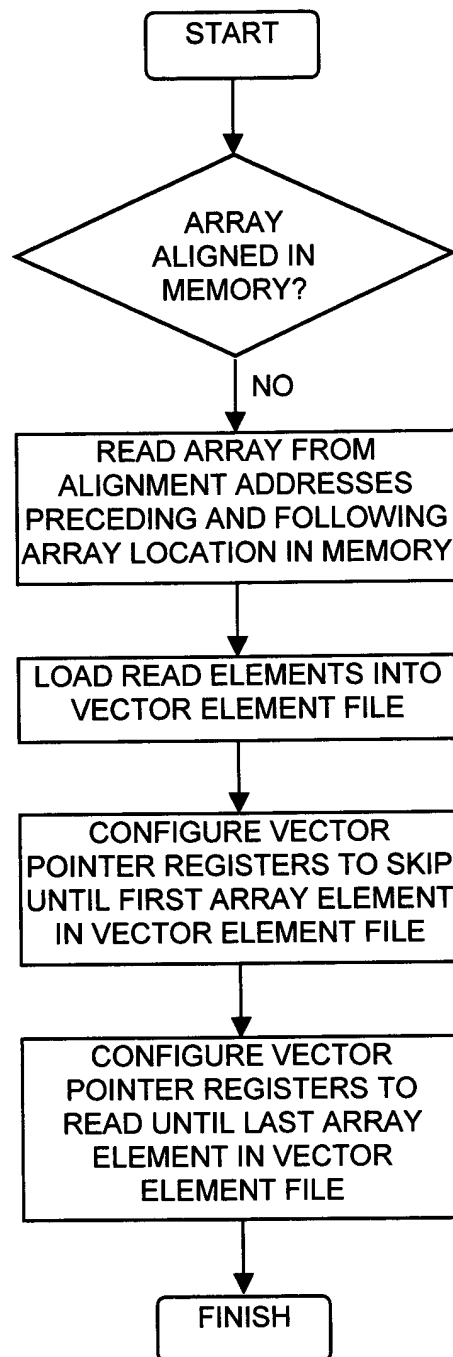 START
ARRAY
ALIGNED IN
MEMORY?
NO
READ ARRAY FROM
ALIGNMENT ADDRESSES
PRECEDING AND FOLLOWING
ARRAY LOCATION IN MEMORY
LOAD READ ELEMENTS INTO
VECTOR ELEMENT FILE
CONFIGURE VECTOR
POINTER REGISTERS TO SKIP
UNTIL FIRST ARRAY ELEMENT
IN VECTOR ELEMENT FILE
CONFIGURE VECTOR
POINTER REGISTERS TO
READ UNTIL LAST ARRAY
ELEMENT IN VECTOR
ELEMENT FILE
FINISH